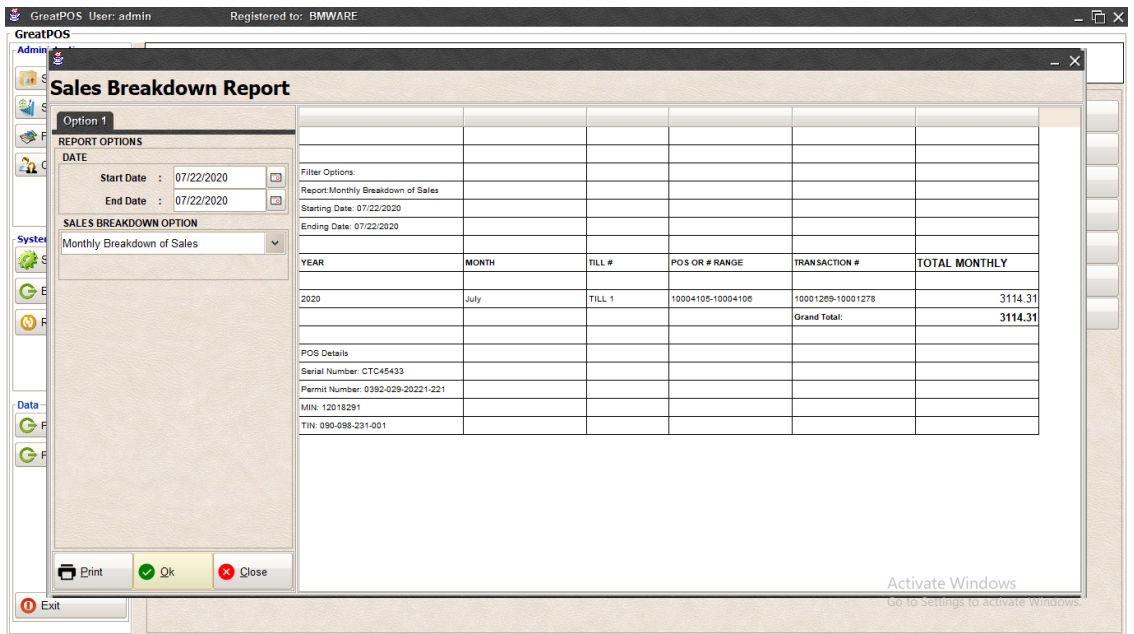 GreatPOS User: admin Registered to: BMWARE
GreatPOS
Sales Breakdown Report
Option 1
REPORT OPTIONS
DATE
Start Date : 07/22/2020
End Date : 07/22/2020
SALES BREAKDOWN OPTION
Monthly Breakdown of Sales
Filter Options:
Report:Monthly Breakdown of Sales
Starting Date: 07/22/2020
Ending Date: 07/22/2020
YEAR MONTH TILL # POS OR # RANGE TRANSACTION # TOTAL MONTHLY
2020 July TILL 1 10004105-10004106 10001269-10001278 3114.31
Grand Total: 3114.31
POS Details
Serial Number: CTC45433
Permit Number: 0392-029-20221-221
MIN: 12018291
TIN: 090-098-231-001
Data
Print Ok Close
Exit
Activate Windows
Go to Settings to activate Windows.